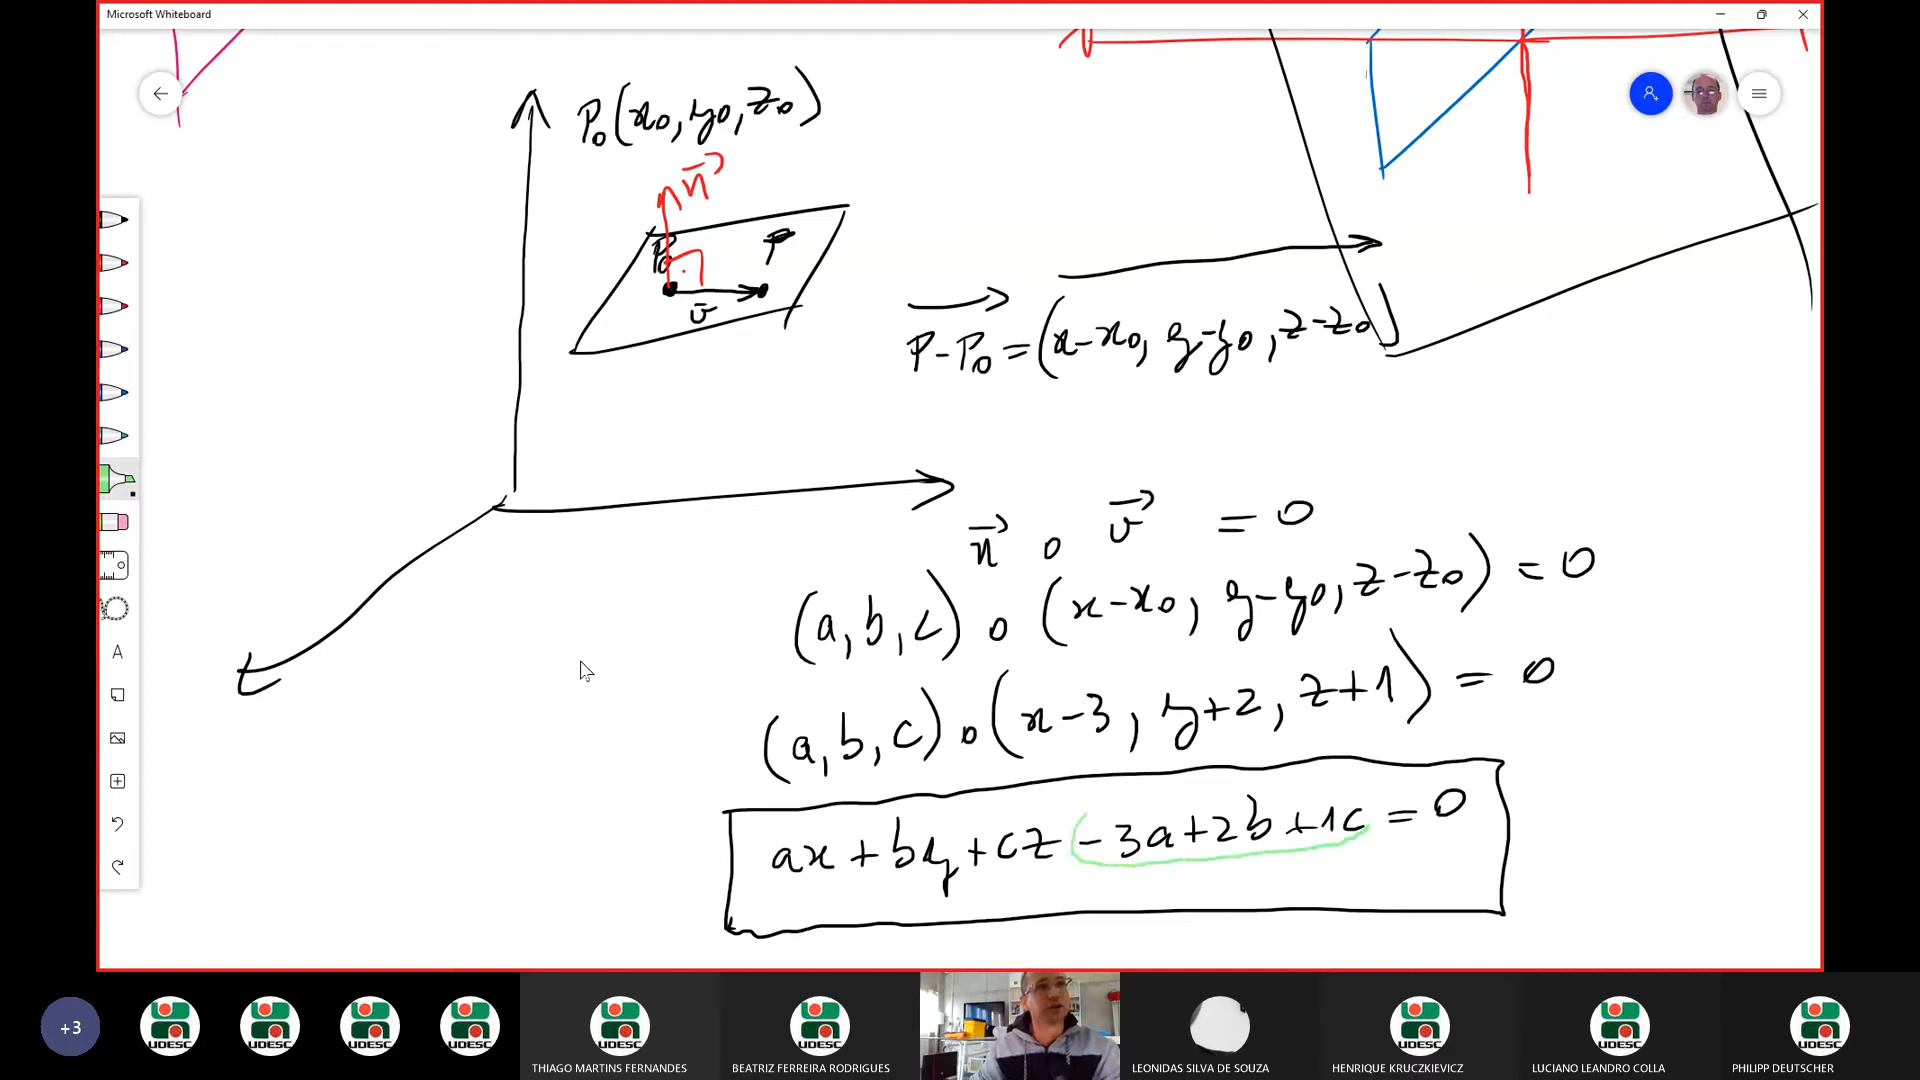 Microsoft Whiteboard
P₀(x₀, y₀, z₀)
n⃗
P₀ P
v⃗
P-P₀=(x-x₀, y-y₀, z-z₀)
n⃗ ∘ v⃗ = 0
(a, b, c) ∘ (x-x₀, y-y₀, z-z₀) = 0
(a, b, c) ∘ (x-3, y+2, z+1) = 0
ax + by + cz -3a+2b+1c = 0
A
+3
UDESC UDESC UDESC UDESC UDESC UDESC UDESC UDESC UDESC
THIAGO MARTINS FERNANDES
BEATRIZ FERREIRA RODRIGUES
LEONIDAS SILVA DE SOUZA
HENRIQUE KRUCZKIEVICZ
LUCIANO LEANDRO COLLA
PHILIPP DEUTSCHER